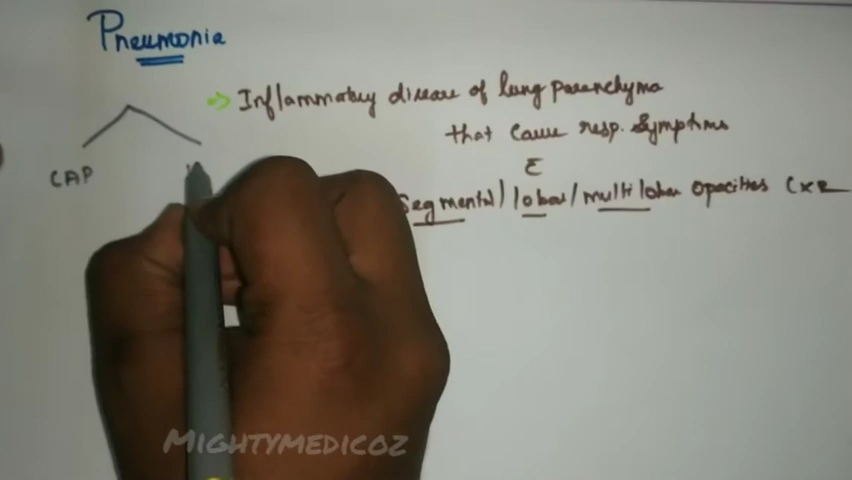 Pneumonia
Inflammatory disease of lung parenchyma
that cause resp. Symptoms
CAP
Segmental/lobar/multilobar opacities CXR
MIGHTYMEDICOZ